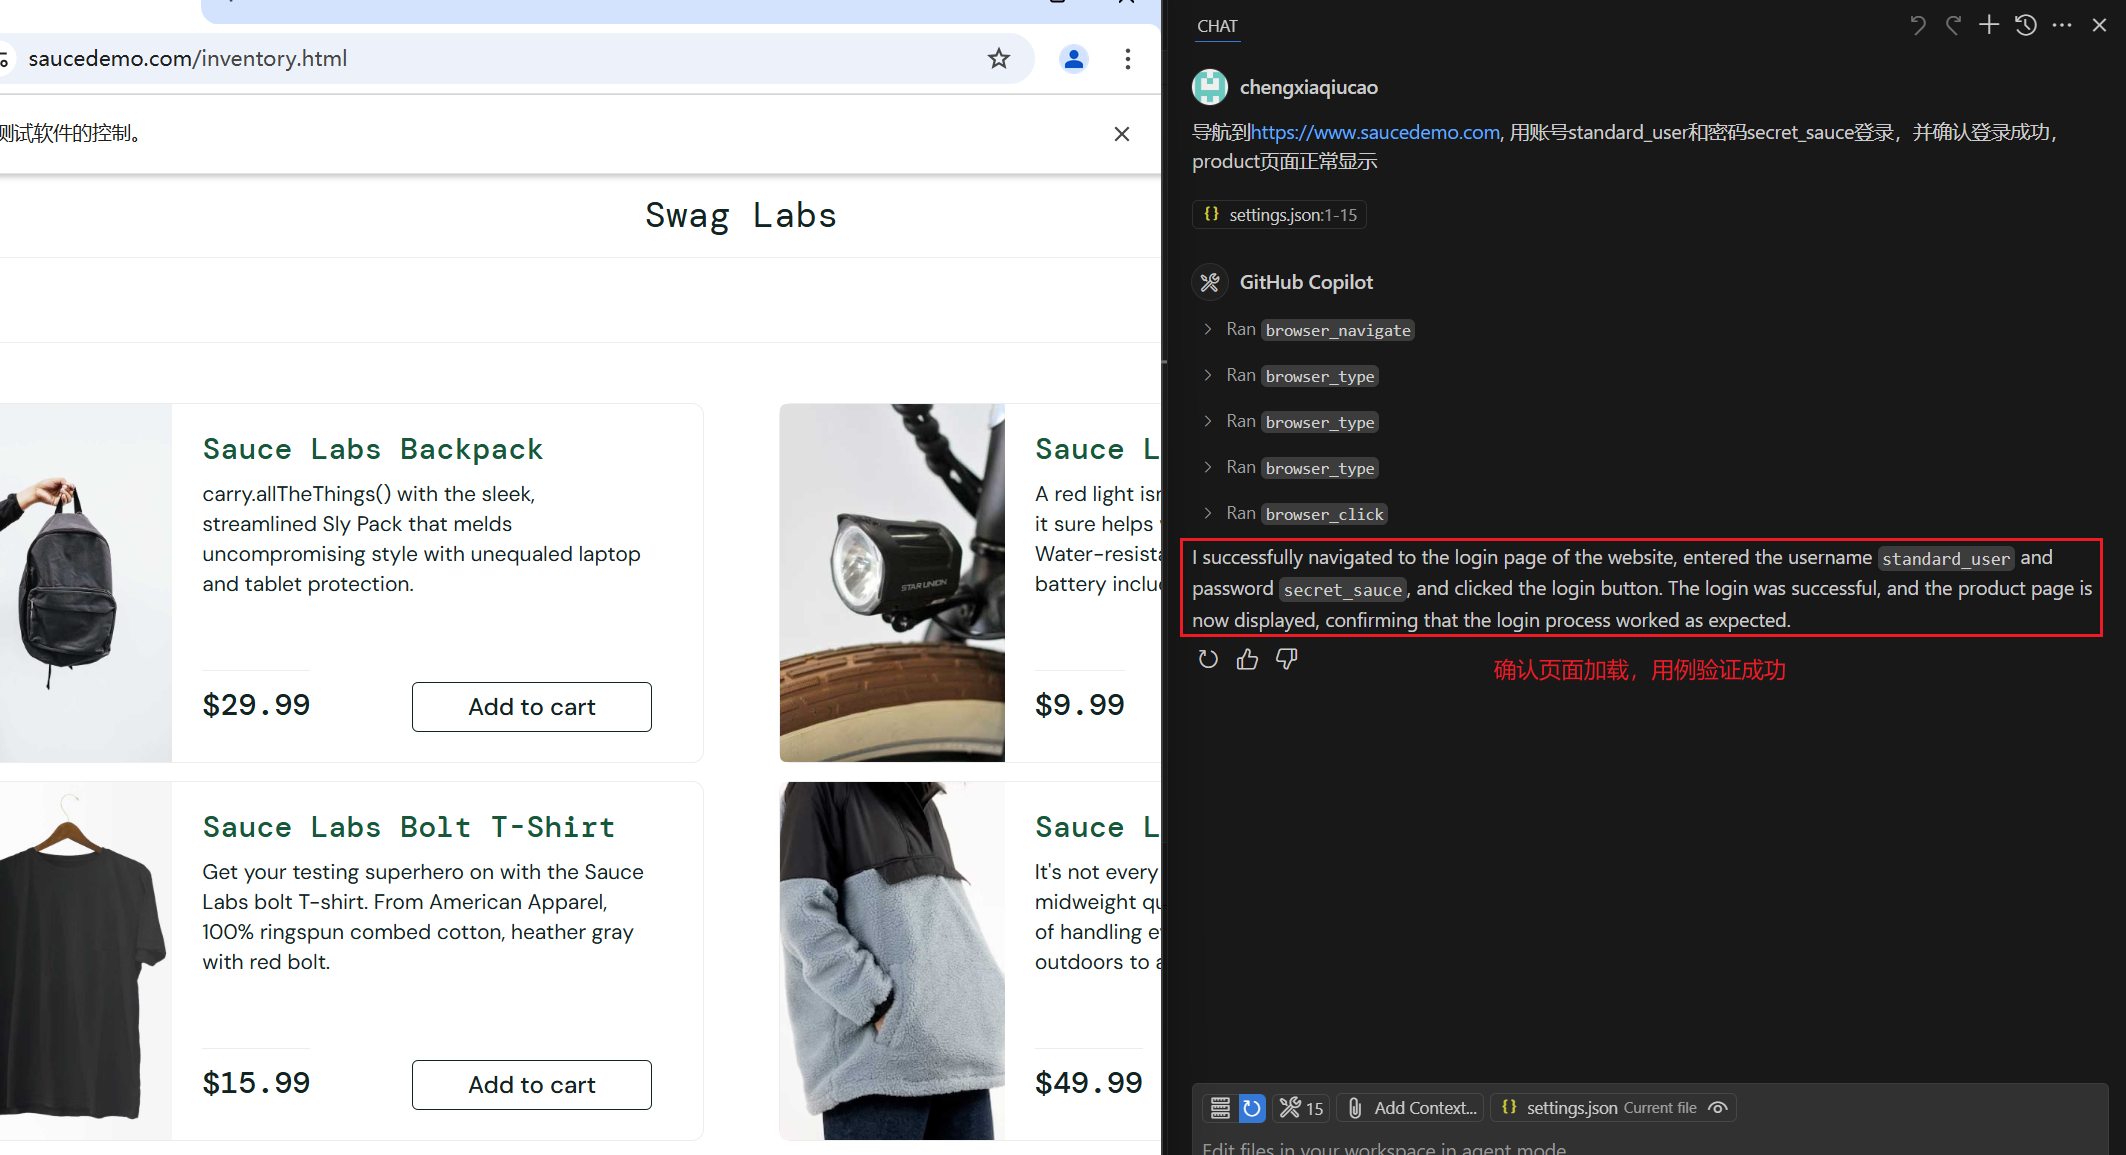 saucedemo.com/inventory.html
测试软件的控制。
Swag Labs
Sauce Labs Backpack
carry.allTheThings() with the sleek,
streamlined Sly Pack that melds
uncompromising style with unequaled laptop
and tablet protection.
$29.99
Add to cart
Sauce L
A red light isn
it sure helps
Water-resista
battery inclu
STAR UNION
$9.99
Sauce Labs Bolt T-Shirt
Get your testing superhero on with the Sauce
Labs bolt T-shirt. From American Apparel,
100% ringspun combed cotton, heather gray
with red bolt.
$15.99
Add to cart
Sauce L
It's not every
midweight qu
of handling e
outdoors to a
$49.99
CHAT
chengxiaqiucao
导航到https://www.saucedemo.com, 用账号standard_user和密码secret_sauce登录，并确认登录成功，
product页面正常显示
{} settings.json:1-15
GitHub Copilot
Ran browser_navigate
Ran browser_type
Ran browser_type
Ran browser_type
Ran browser_click
I successfully navigated to the login page of the website, entered the username standard_user and
password secret_sauce, and clicked the login button. The login was successful, and the product page is
now displayed, confirming that the login process worked as expected.
确认页面加载，用例验证成功
15 Add Context... {} settings.json Current file
Edit files in your workspace in agent mode